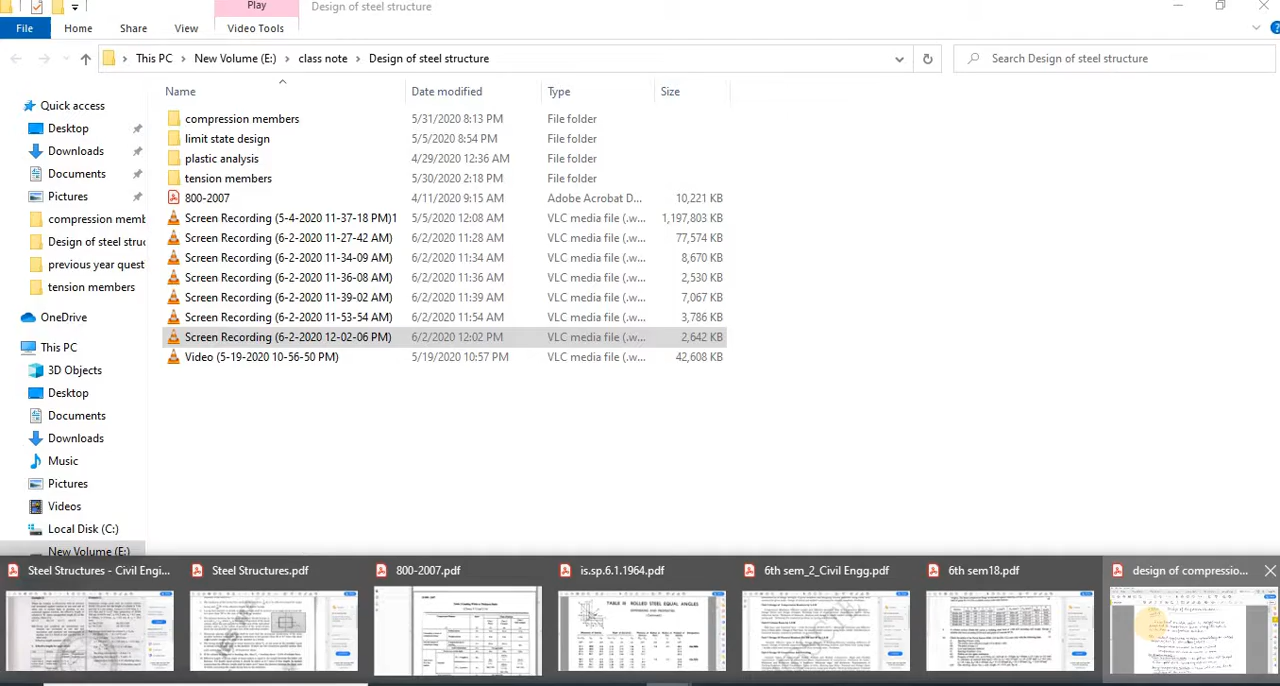 Play
Design of steel structure
File
Home
Share
View
Video Tools
This PC
New Volume (E:)
class note
Design of steel structure
Search Design of steel structure
Name
Date modified
Type
Size
Quick access
Desktop
Downloads
Documents
Pictures
compression memb
Design of steel struc
previous year quest
tension members
OneDrive
This PC
3D Objects
Desktop
Documents
Downloads
Music
Pictures
Videos
Local Disk (C:)
New Volume (E:)
compression members 5/31/2020 8:13 PM File folder
limit state design 5/5/2020 8:54 PM File folder
plastic analysis 4/29/2020 12:36 AM File folder
tension members 5/30/2020 2:18 PM File folder
800-2007 4/11/2020 9:15 AM Adobe Acrobat D... 10,221 KB
Screen Recording (5-4-2020 11-37-18 PM)1 5/5/2020 12:08 AM VLC media file (.w... 1,197,803 KB
Screen Recording (6-2-2020 11-27-42 AM) 6/2/2020 11:28 AM VLC media file (.w... 77,574 KB
Screen Recording (6-2-2020 11-34-09 AM) 6/2/2020 11:34 AM VLC media file (.w... 8,670 KB
Screen Recording (6-2-2020 11-36-08 AM) 6/2/2020 11:36 AM VLC media file (.w... 2,530 KB
Screen Recording (6-2-2020 11-39-02 AM) 6/2/2020 11:39 AM VLC media file (.w... 7,067 KB
Screen Recording (6-2-2020 11-53-54 AM) 6/2/2020 11:54 AM VLC media file (.w... 3,786 KB
Screen Recording (6-2-2020 12-02-06 PM) 6/2/2020 12:02 PM VLC media file (.w... 2,642 KB
Video (5-19-2020 10-56-50 PM) 5/19/2020 10:57 PM VLC media file (.w... 42,608 KB
Steel Structures - Civil Engi...
Steel Structures.pdf
800-2007.pdf
is.sp.6.1.1964.pdf
6th sem_2_Civil Engg.pdf
6th sem18.pdf
design of compressio...
ROLLED STEEL EQUAL ANGLES